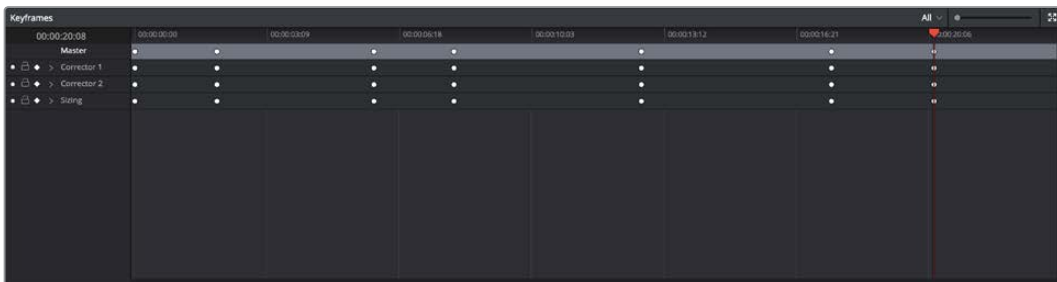 Keyframes
All
00:00:20:08
00:00:00:00
00:00:03:09
00:00:06:18
00:00:10:03
00:00:13:12
00:00:16:21
00:00:20:06
Master
Corrector 1
Corrector 2
Sizing